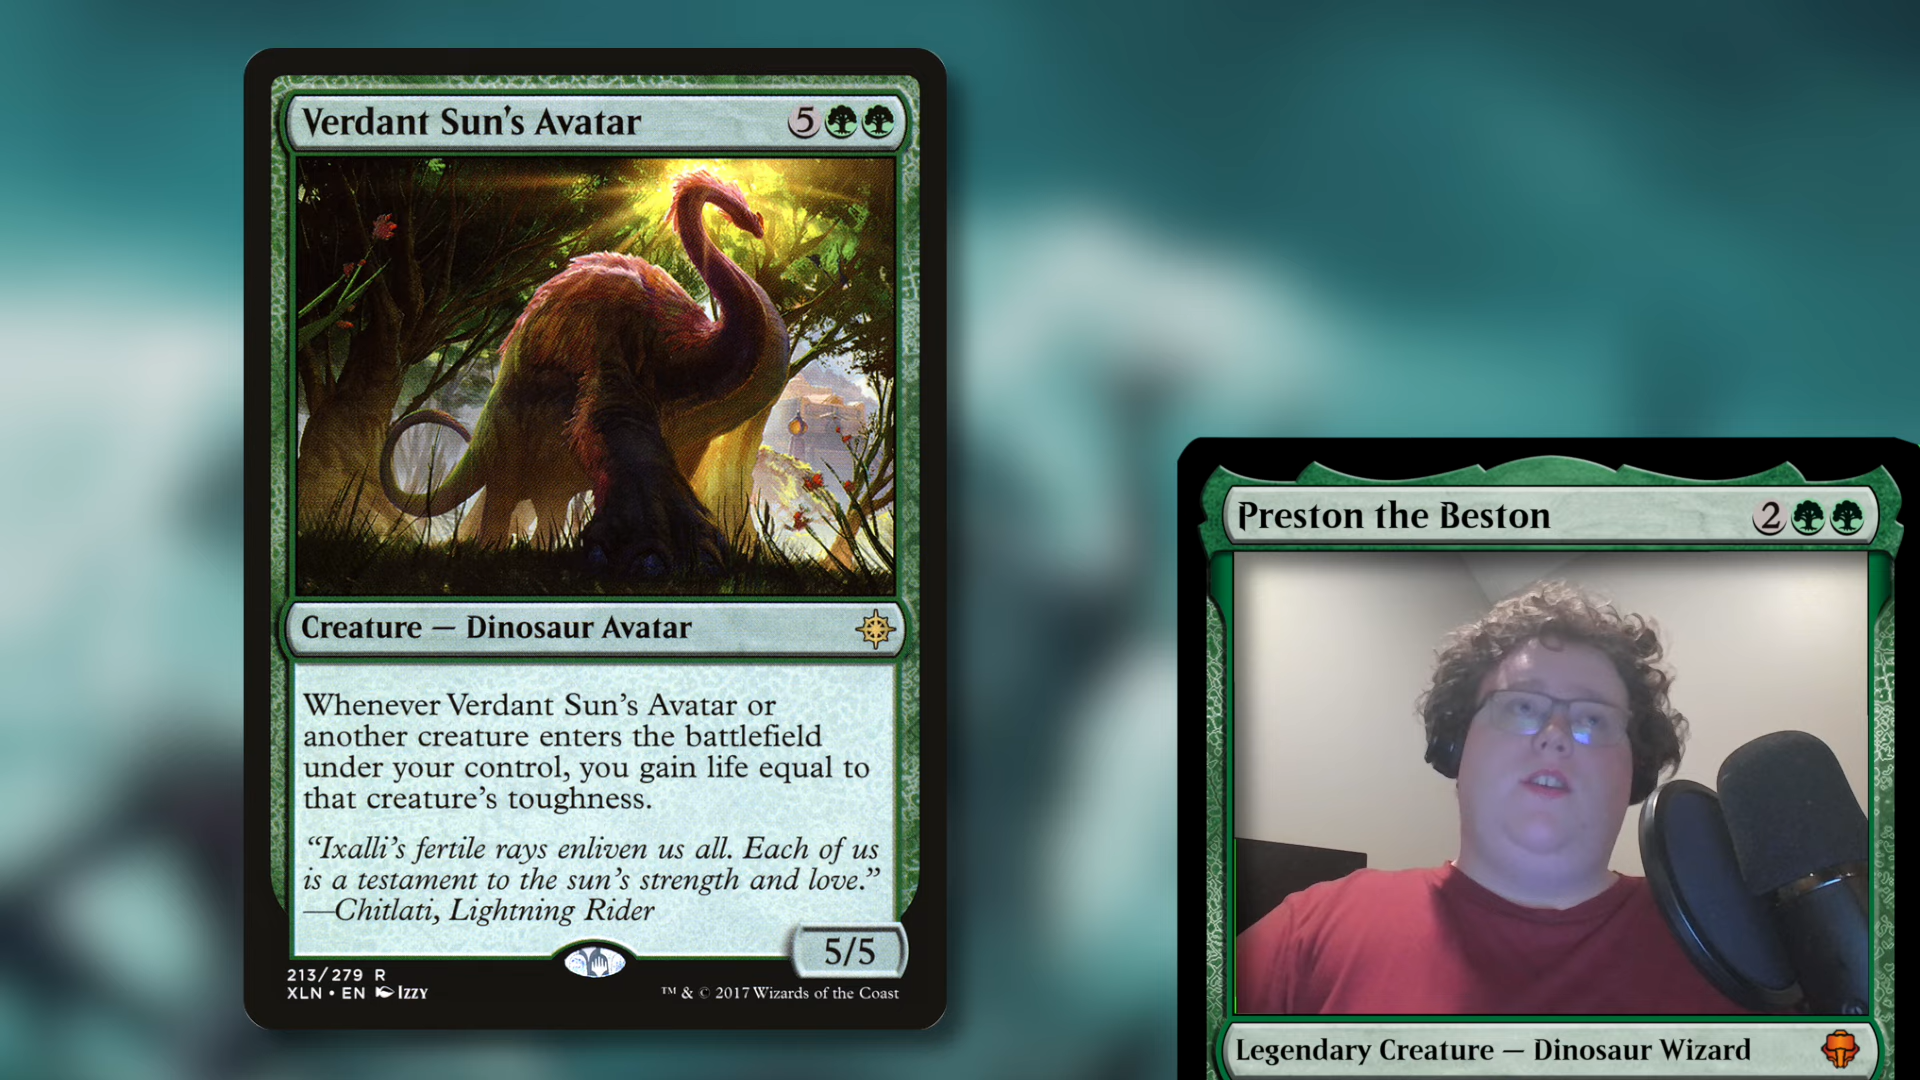 Verdant Sun's Avatar 5
Creature — Dinosaur Avatar
Whenever Verdant Sun's Avatar or
another creature enters the battlefield
under your control, you gain life equal to
that creature's toughness.
“Ixalli's fertile rays enliven us all. Each of us
is a testament to the sun's strength and love.”
—Chitlati, Lightning Rider
5/5
213/279 R
XLN • EN Izzy
™ & © 2017 Wizards of the Coast
Preston the Beston 2
Legendary Creature — Dinosaur Wizard